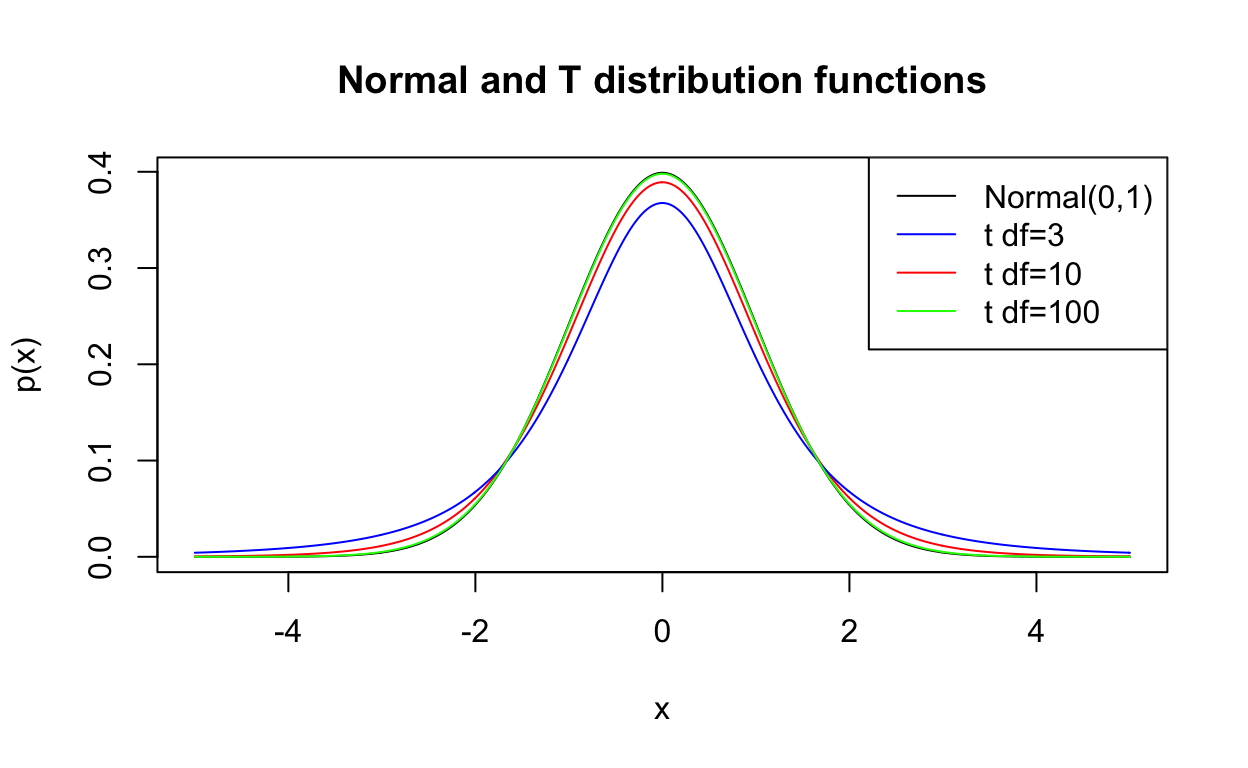 Normal and T distribution functions
p(x)
0.4
0.3
0.2
0.1
0.0
Normal(0,1)
t df=3
t df=10
t df=100
-4
-2
0
2
4
x